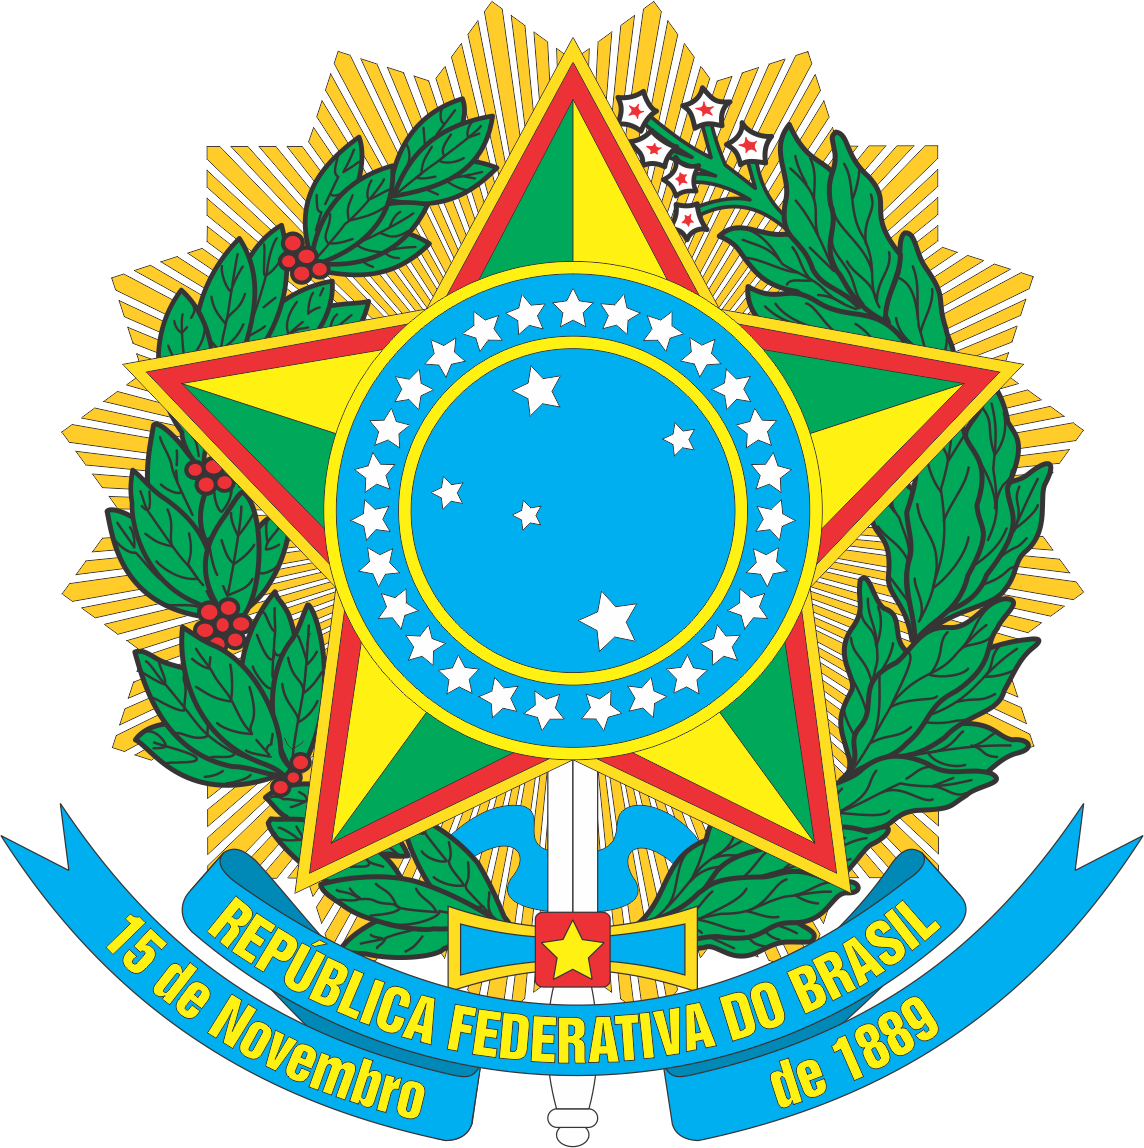 REPÚBLICA FEDERATIVA DO BRASIL
15 de Novembro de 1889